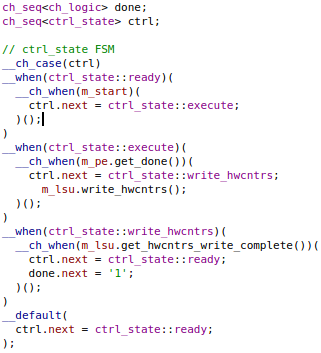 ch_seq<ch_logic> done;
ch_seq<ctrl_state> ctrl;

// ctrl_state FSM
__ch_case(ctrl)
__when(ctrl_state::ready)(
  __ch_when(m_start)(
    ctrl.next = ctrl_state::execute;
  )();
)
__when(ctrl_state::execute)(
  __ch_when(m_pe.get_done())(
    ctrl.next = ctrl_state::write_hwcntrs;
      m_lsu.write_hwcntrs();
  )();
)
__when(ctrl_state::write_hwcntrs)(
  __ch_when(m_lsu.get_hwcntrs_write_complete())(
    ctrl.next = ctrl_state::ready;
    done.next = '1';
  )();
)
__default(
  ctrl.next = ctrl_state::ready;
);